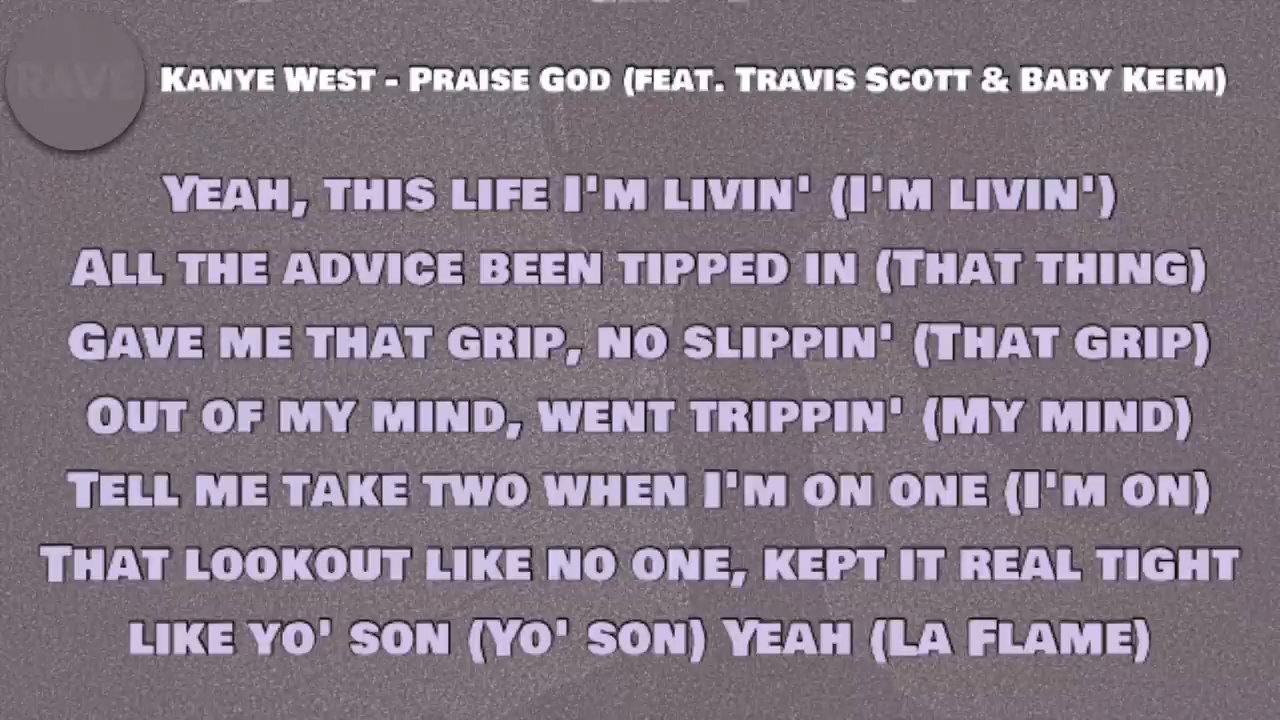 RAVE
Kanye West - Praise God (feat. Travis Scott & Baby Keem)
Yeah, this life I'm livin' (I'm livin')
All the advice been tipped in (That thing)
Gave me that grip, no slippin' (That grip)
Out of my mind, went trippin' (My mind)
Tell me take two when I'm on one (I'm on)
That lookout like no one, kept it real tight
like yo' son (Yo' son) Yeah (La Flame)